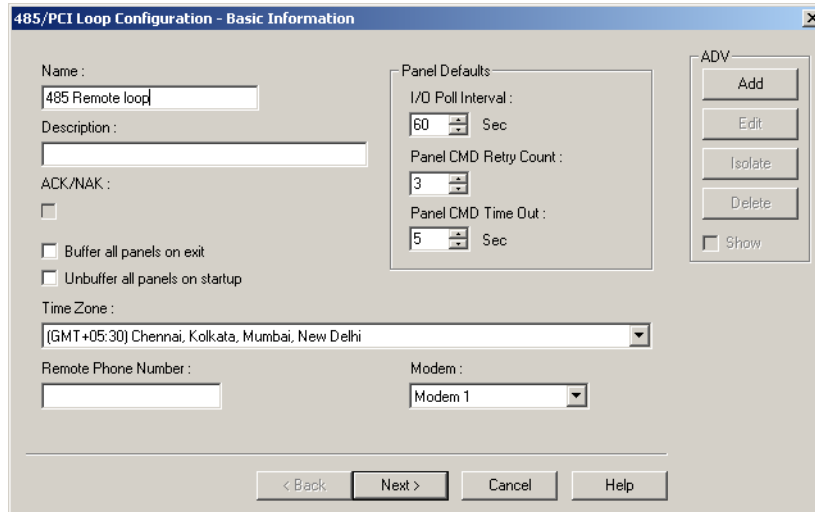 485/PCI Loop Configuration - Basic Information
Name :
485 Remote loop
Description :
ACK/NAK :
Buffer all panels on exit
Unbuffer all panels on startup
Panel Defaults
I/O Poll Interval :
60 Sec
Panel CMD Retry Count :
3
Panel CMD Time Out :
5 Sec
ADV
Add
Edit
Isolate
Delete
Show
Time Zone :
(GMT+05:30) Chennai, Kolkata, Mumbai, New Delhi
Remote Phone Number :
Modem :
Modem 1
< Back
Next >
Cancel
Help